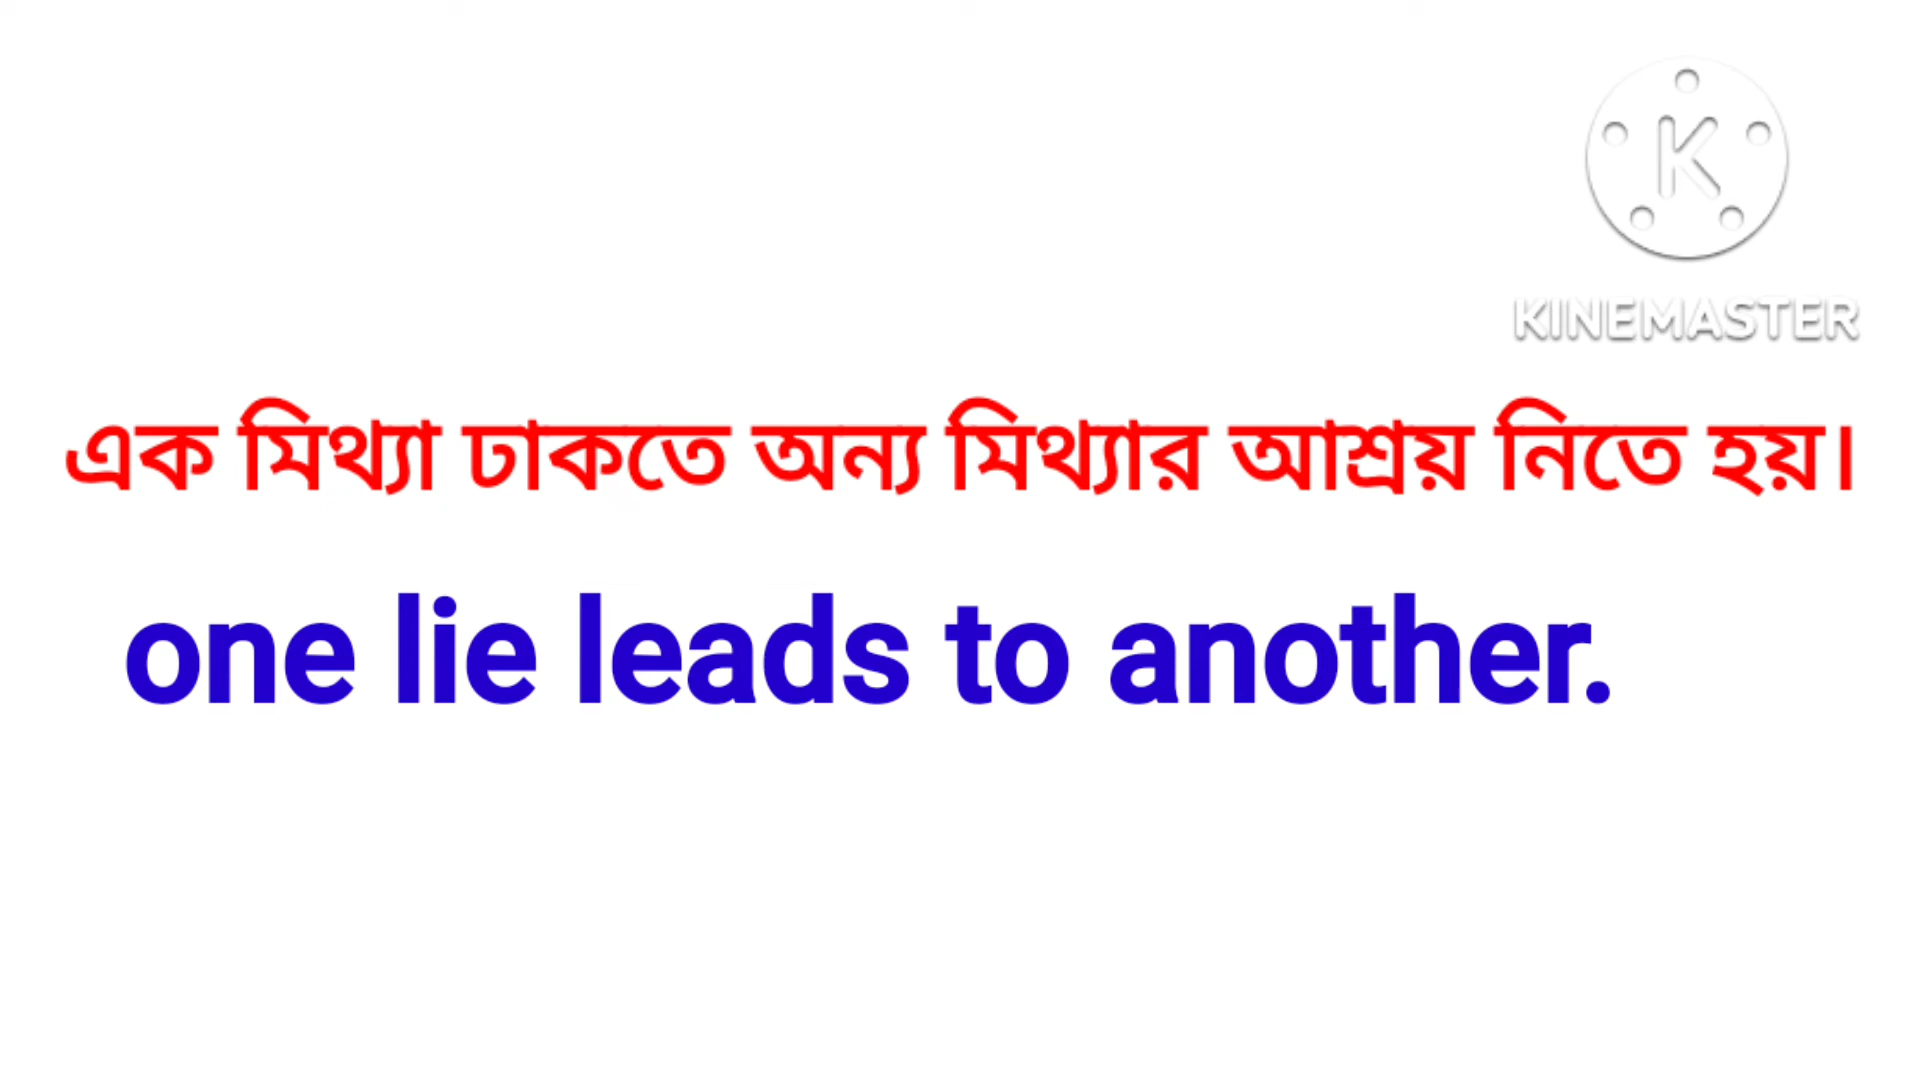 K
KINEMASTER
এক মিথ্যা ঢাকতে অন্য মিথ্যার আশ্রয় নিতে হয়।
one lie leads to another.